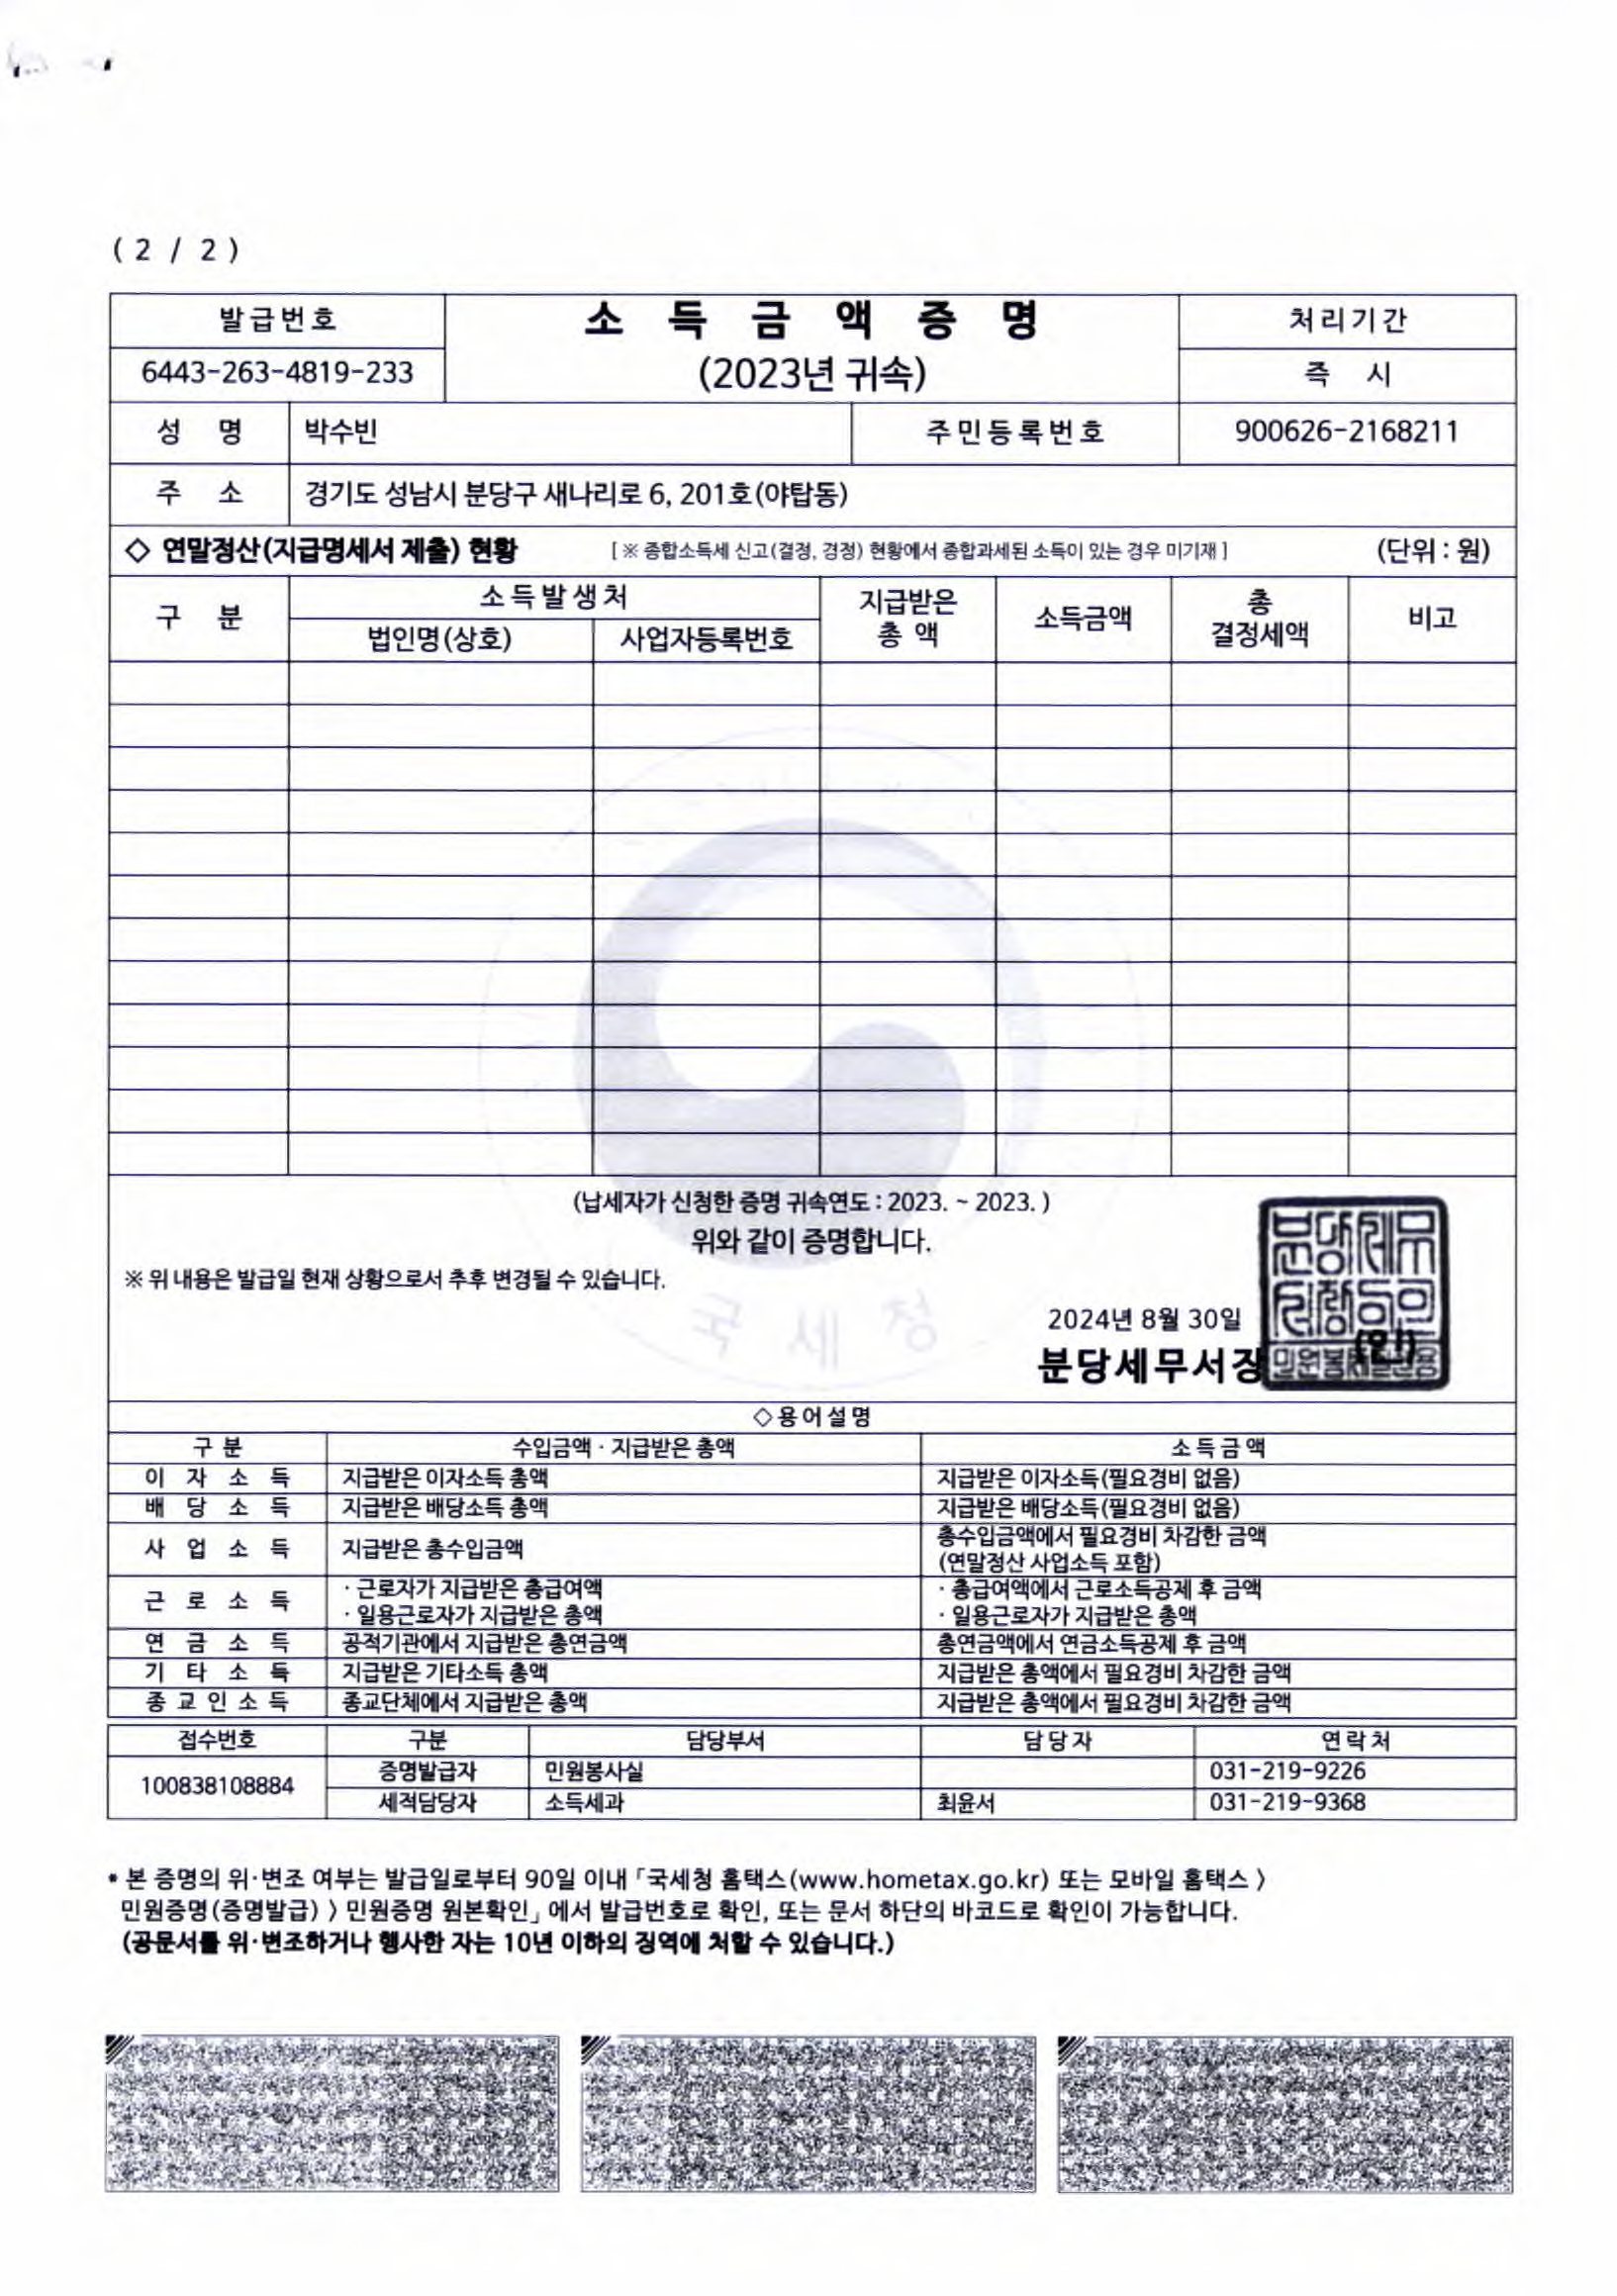 ( 2 / 2 )
발급번호
소 득 금 액 증 명
처리기간
6443-263-4819-233
(2023년 귀속)
즉 시
성 명 박수빈 주민등록번호 900626-2168211
주 소 경기도 성남시 분당구 새나리로 6, 201호(야탑동)
◇ 연말정산(지급명세서 제출) 현황 [ ※ 종합소득세 신고(결정, 경정) 현황에서 종합과세된 소득이 있는 경우 미기재 ] (단위 : 원)
구 분
소득발생처
법인명(상호) 사업자등록번호
지급받은
총 액
소득금액
총
결정세액
비고
(납세자가 신청한 증명 귀속연도 : 2023. ~ 2023. )
위와 같이 증명합니다.
※ 위 내용은 발급일 현재 상황으로서 추후 변경될 수 있습니다.
국 세 청
2024년 8월 30일
분당세무서장 (인)
◇용어설명
구 분 수입금액 · 지급받은 총액 소득금액
이 자 소 득 지급받은 이자소득 총액 지급받은 이자소득(필요경비 없음)
배 당 소 득 지급받은 배당소득 총액 지급받은 배당소득(필요경비 없음)
사 업 소 득 지급받은 총수입금액 총수입금액에서 필요경비 차감한 금액
(연말정산 사업소득 포함)
근 로 소 득 · 근로자가 지급받은 총급여액 · 총급여액에서 근로소득공제 후 금액
· 일용근로자가 지급받은 총액 · 일용근로자가 지급받은 총액
연 금 소 득 공적기관에서 지급받은 총연금액 총연금액에서 연금소득공제 후 금액
기 타 소 득 지급받은 기타소득 총액 지급받은 총액에서 필요경비 차감한 금액
종교인소득 종교단체에서 지급받은 총액 지급받은 총액에서 필요경비 차감한 금액
접수번호 구분 담당부서 담당자 연락처
100838108884 증명발급자 민원봉사실 031-219-9226
세적담당자 소득세과 최윤서 031-219-9368
* 본 증명의 위·변조 여부는 발급일로부터 90일 이내 「국세청 홈택스(www.hometax.go.kr) 또는 모바일 홈택스 〉
민원증명(증명발급) 〉 민원증명 원본확인」 에서 발급번호로 확인, 또는 문서 하단의 바코드로 확인이 가능합니다.
(공문서를 위·변조하거나 행사한 자는 10년 이하의 징역에 처할 수 있습니다.)